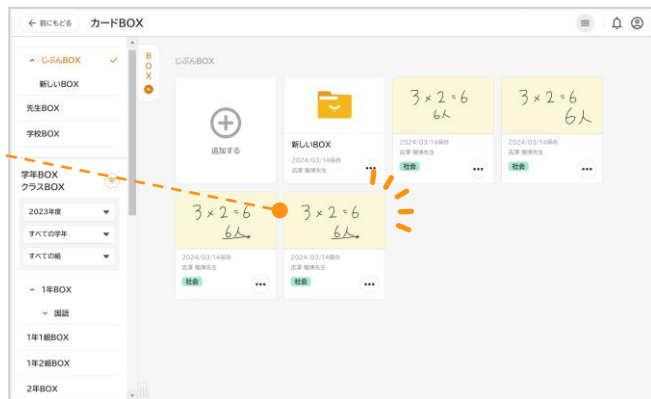 ← 前にもどる カードBOX
じぶんBOX
新しいBOX
先生BOX
学校BOX
学年BOX
クラスBOX
2023年度
すべての学年
すべての組
1年BOX
国語
1年1組BOX
1年2組BOX
2年BOX
BOX
じぶんBOX
追加する
新しいBOX
2024/03/14保存
3×2=6
6人
2024/03/14保存
社会
3×2=6
6人
2024/03/14保存
社会
3×2=6
6人
2024/03/14保存
社会
3×2=6
6人
2024/03/14保存
社会